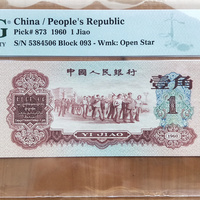 G China / People's Republic
Pick# 873 1960 1 Jiao
S/N 5384506 Block 093 - Wmk: Open Star
中国人民银行
壹角
1
YI JIAO
1960